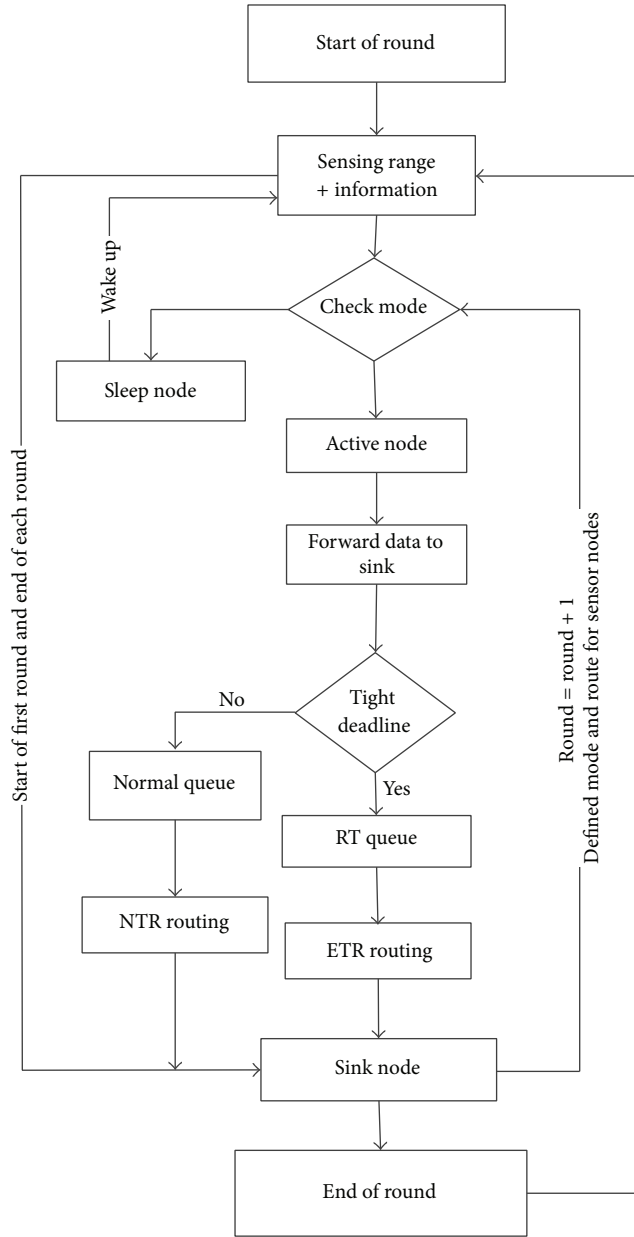 Start of round
Sensing range
+ information
Wake up
Check mode
Sleep node
Active node
Forward data to
sink
Start of first round and end of each round
Round = round + 1
Defined mode and route for sensor nodes
Tight
deadline
No
Yes
Normal queue
RT queue
NTR routing
ETR routing
Sink node
End of round